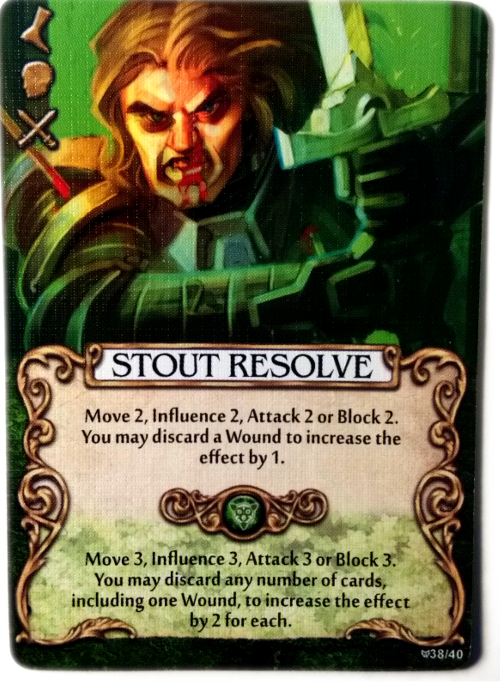 STOUT RESOLVE
Move 2, Influence 2, Attack 2 or Block 2.
You may discard a Wound to increase the
effect by 1.
Move 3, Influence 3, Attack 3 or Block 3.
You may discard any number of cards,
including one Wound, to increase the effect
by 2 for each.
38/40